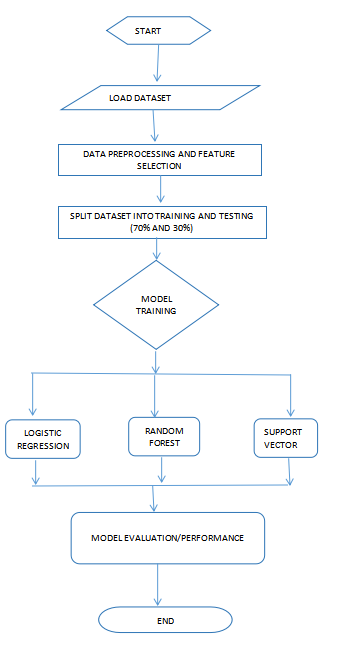 START
LOAD DATASET
DATA PREPROCESSING AND FEATURE
SELECTION
SPLIT DATASET INTO TRAINING AND TESTING
(70% AND 30%)
MODEL
TRAINING
LOGISTIC
REGRESSION
RANDOM
FOREST
SUPPORT
VECTOR
MODEL EVALUATION/PERFORMANCE
END